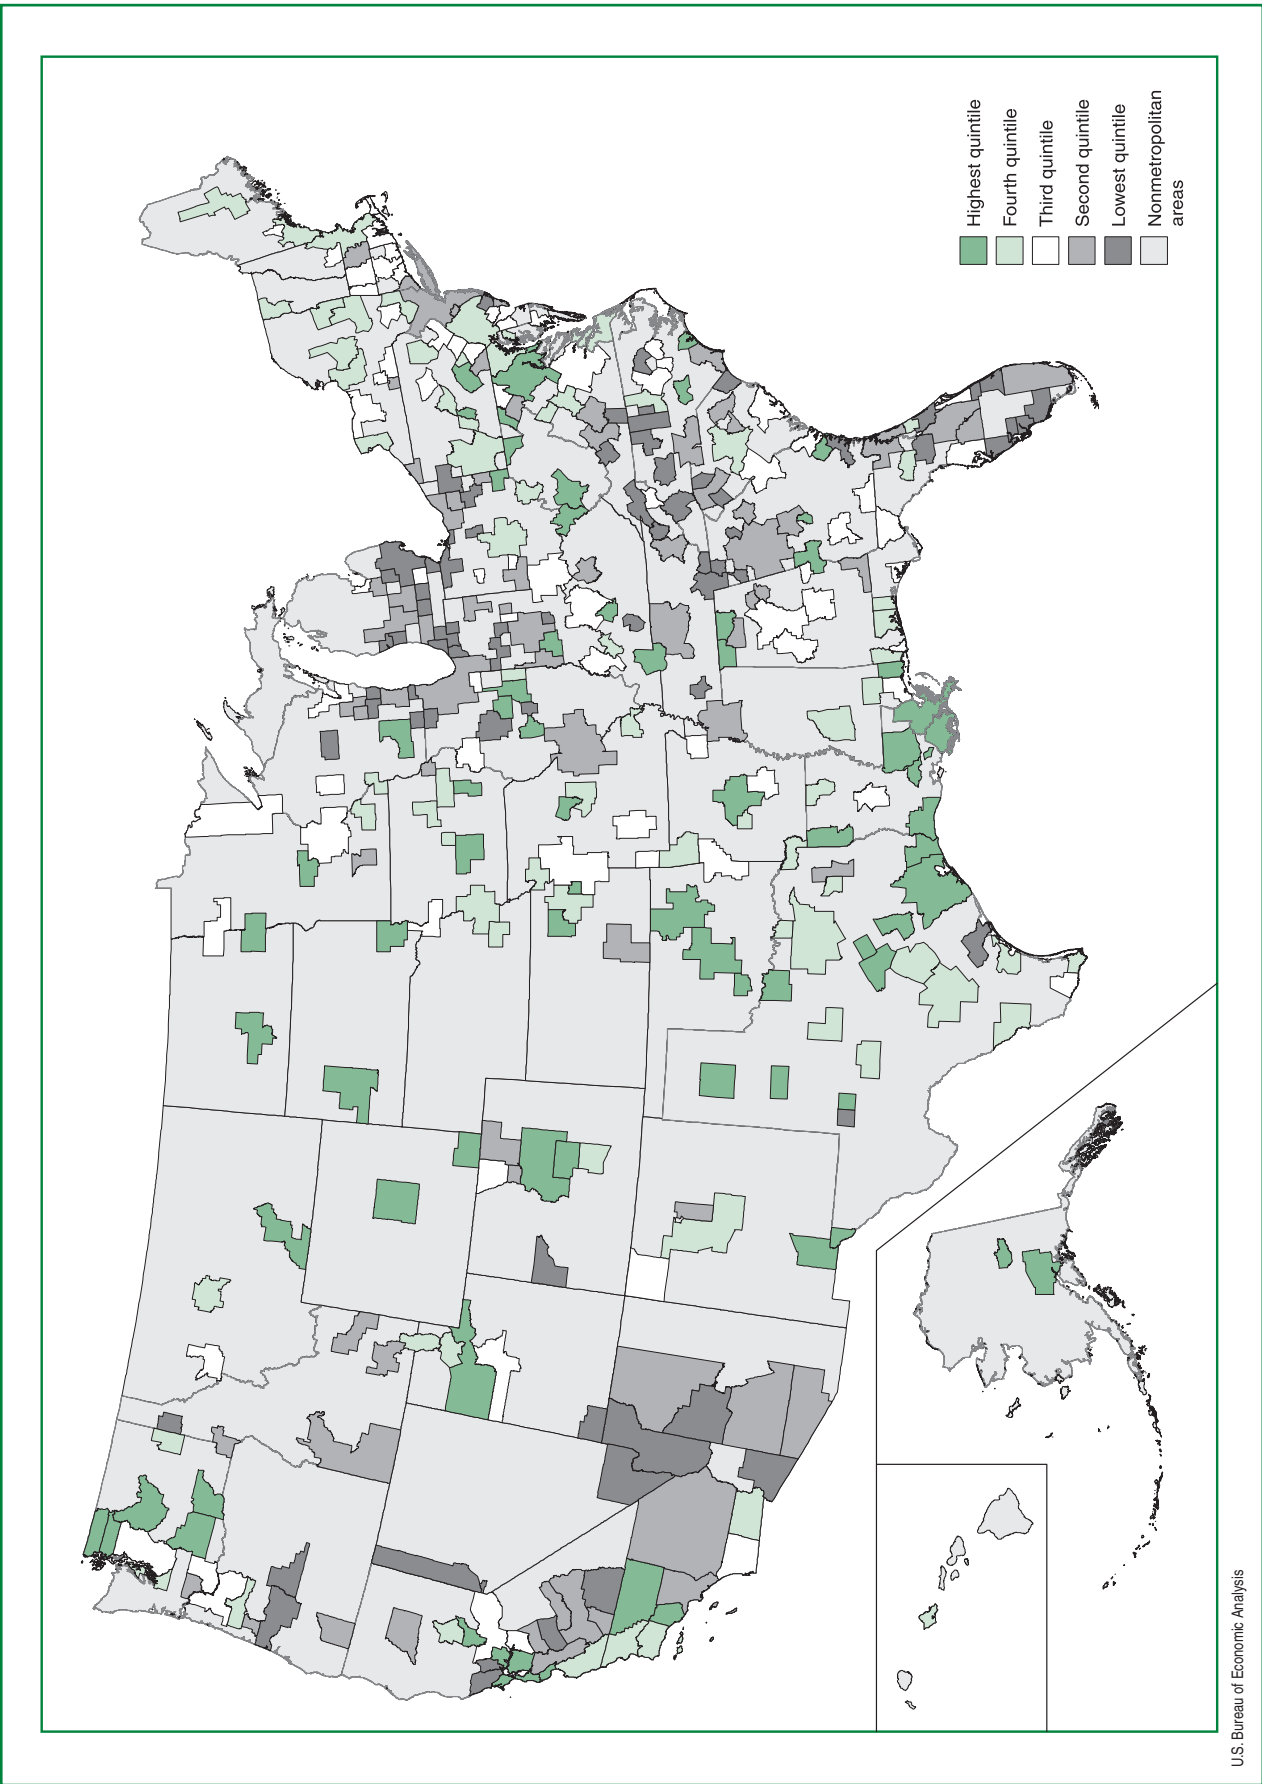 Highest quintile
Fourth quintile
Third quintile
Second quintile
Lowest quintile
Nonmetropolitan
areas
U.S. Bureau of Economic Analysis